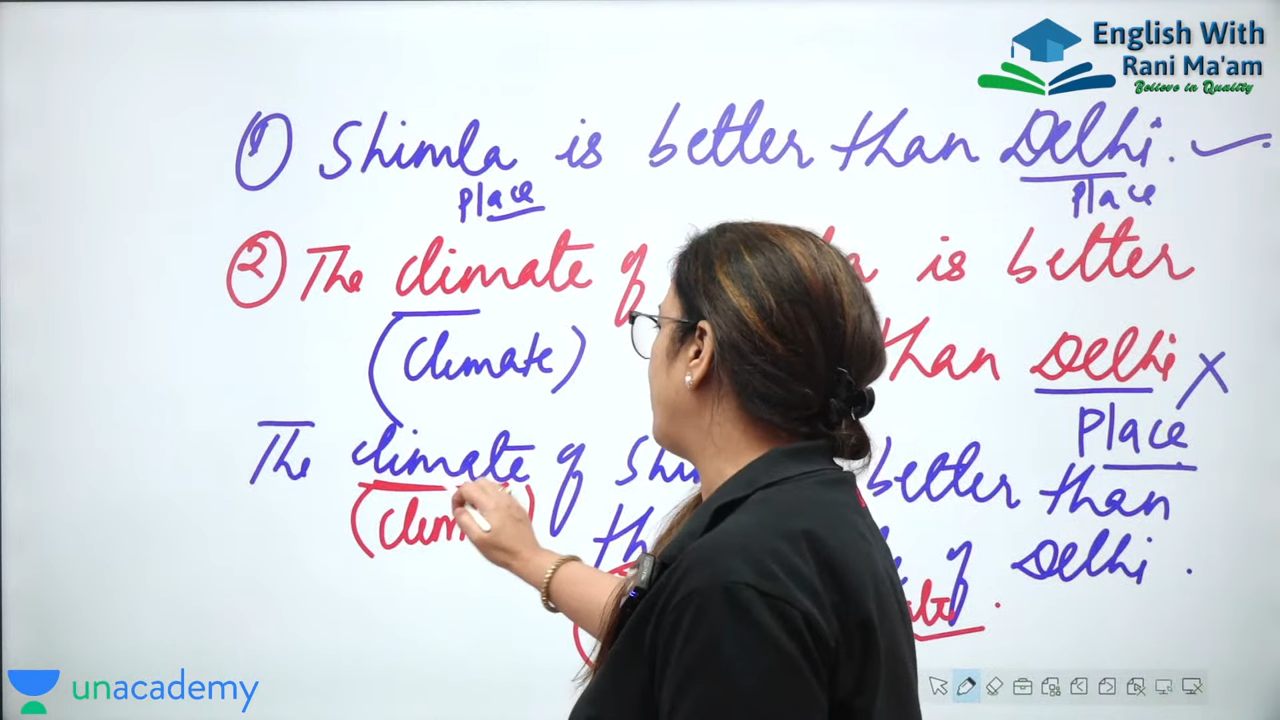 English With
Rani Ma'am
Believe in Quality
1) Shimla is better than Delhi.
place place
2 The climate of is better
than Delhi
(climate)
Place
The climate of better than
of Delhi.
unacademy